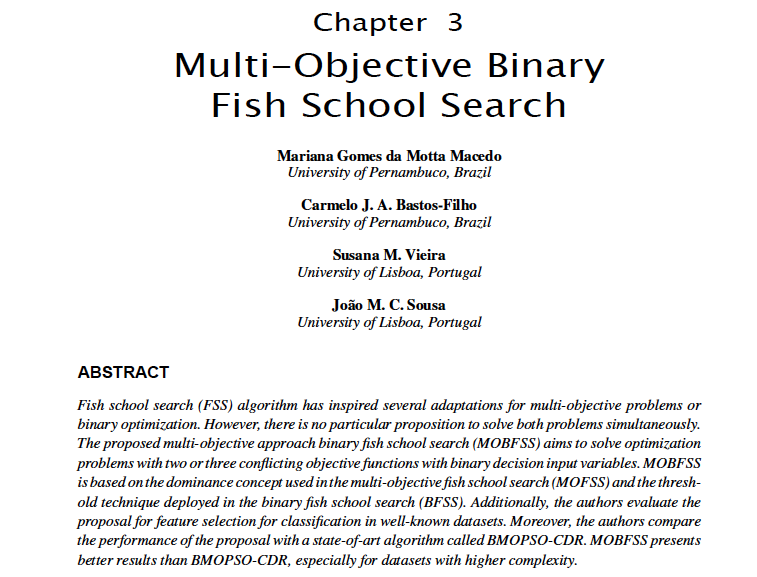 Chapter 3
Multi-Objective Binary
Fish School Search
Mariana Gomes da Motta Macedo
University of Pernambuco, Brazil
Carmelo J. A. Bastos-Filho
University of Pernambuco, Brazil
Susana M. Vieira
University of Lisboa, Portugal
João M. C. Sousa
University of Lisboa, Portugal
ABSTRACT
Fish school search (FSS) algorithm has inspired several adaptations for multi-objective problems or
binary optimization. However, there is no particular proposition to solve both problems simultaneously.
The proposed multi-objective approach binary fish school search (MOBFSS) aims to solve optimization
problems with two or three conflicting objective functions with binary decision input variables. MOBFSS
is based on the dominance concept used in the multi-objective fish school search (MOFSS) and the thresh-
old technique deployed in the binary fish school search (BFSS). Additionally, the authors evaluate the
proposal for feature selection for classification in well-known datasets. Moreover, the authors compare
the performance of the proposal with a state-of-art algorithm called BMOPSO-CDR. MOBFSS presents
better results than BMOPSO-CDR, especially for datasets with higher complexity.